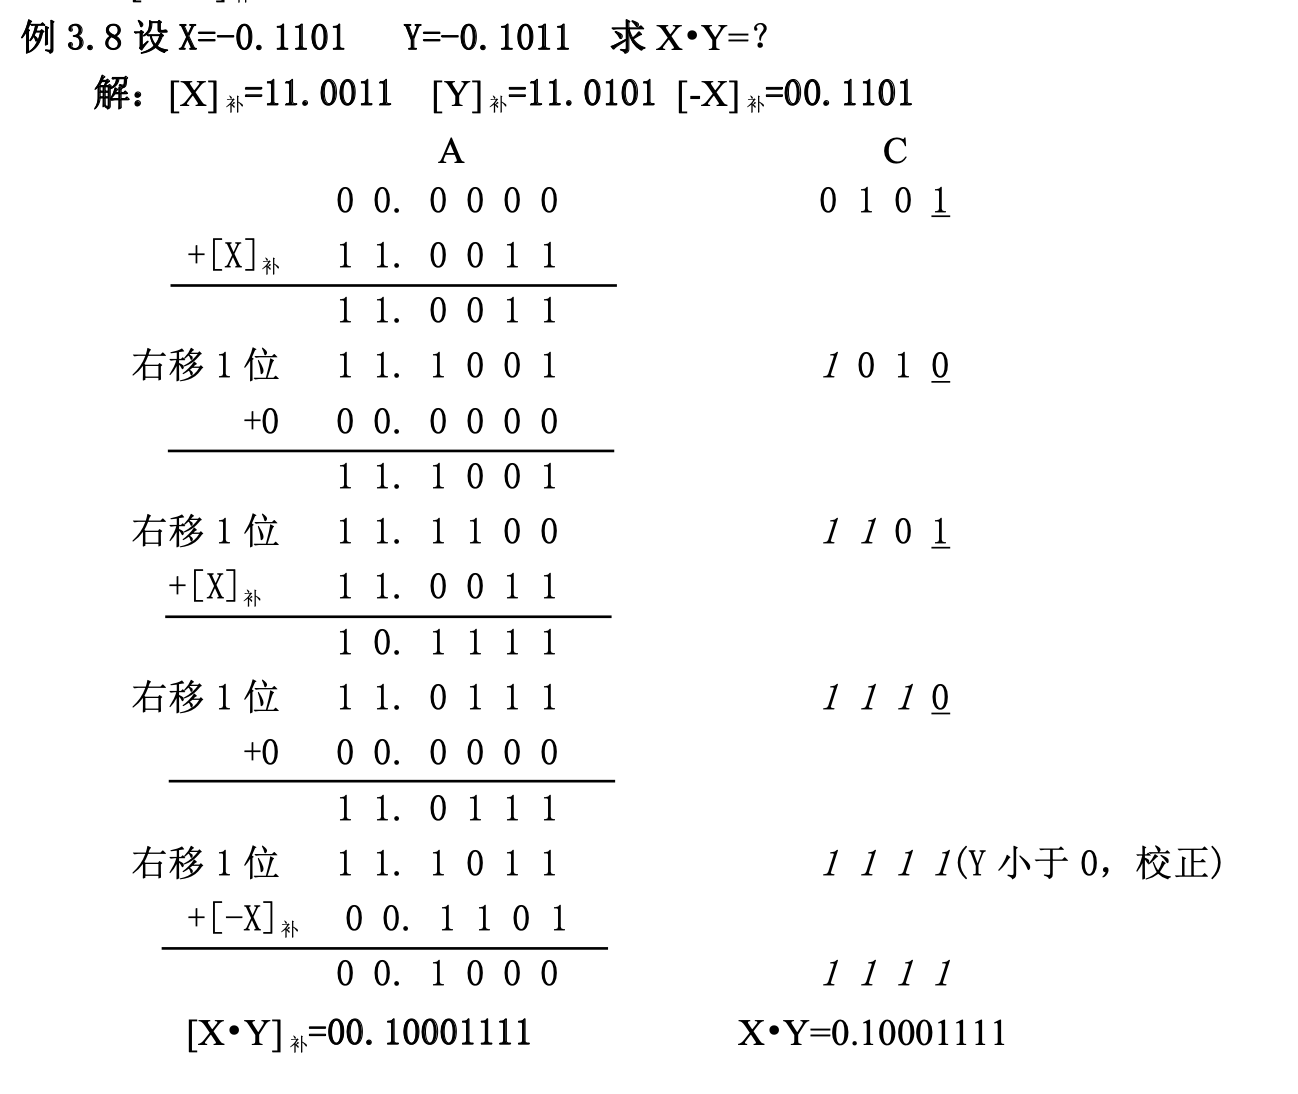 例 3.8 设 X=-0.1101 Y=-0.1011 求 X•Y=?
解：[X]补=11.0011 [Y]补=11.0101 [-X]补=00.1101
A C
0 0. 0 0 0 0 0 1 0 1
+[X]补 1 1. 0 0 1 1
1 1. 0 0 1 1
右移 1 位 1 1. 1 0 0 1 1 0 1 0
+0 0 0. 0 0 0 0
1 1. 1 0 0 1
右移 1 位 1 1. 1 1 0 0 1 1 0 1
+[X]补 1 1. 0 0 1 1
1 0. 1 1 1 1
右移 1 位 1 1. 0 1 1 1 1 1 1 0
+0 0 0. 0 0 0 0
1 1. 0 1 1 1
右移 1 位 1 1. 1 0 1 1 1 1 1 1(Y 小于 0，校正)
+[-X]补 0 0. 1 1 0 1
0 0. 1 0 0 0 1 1 1 1
[X•Y]补=00.10001111 X•Y=0.10001111